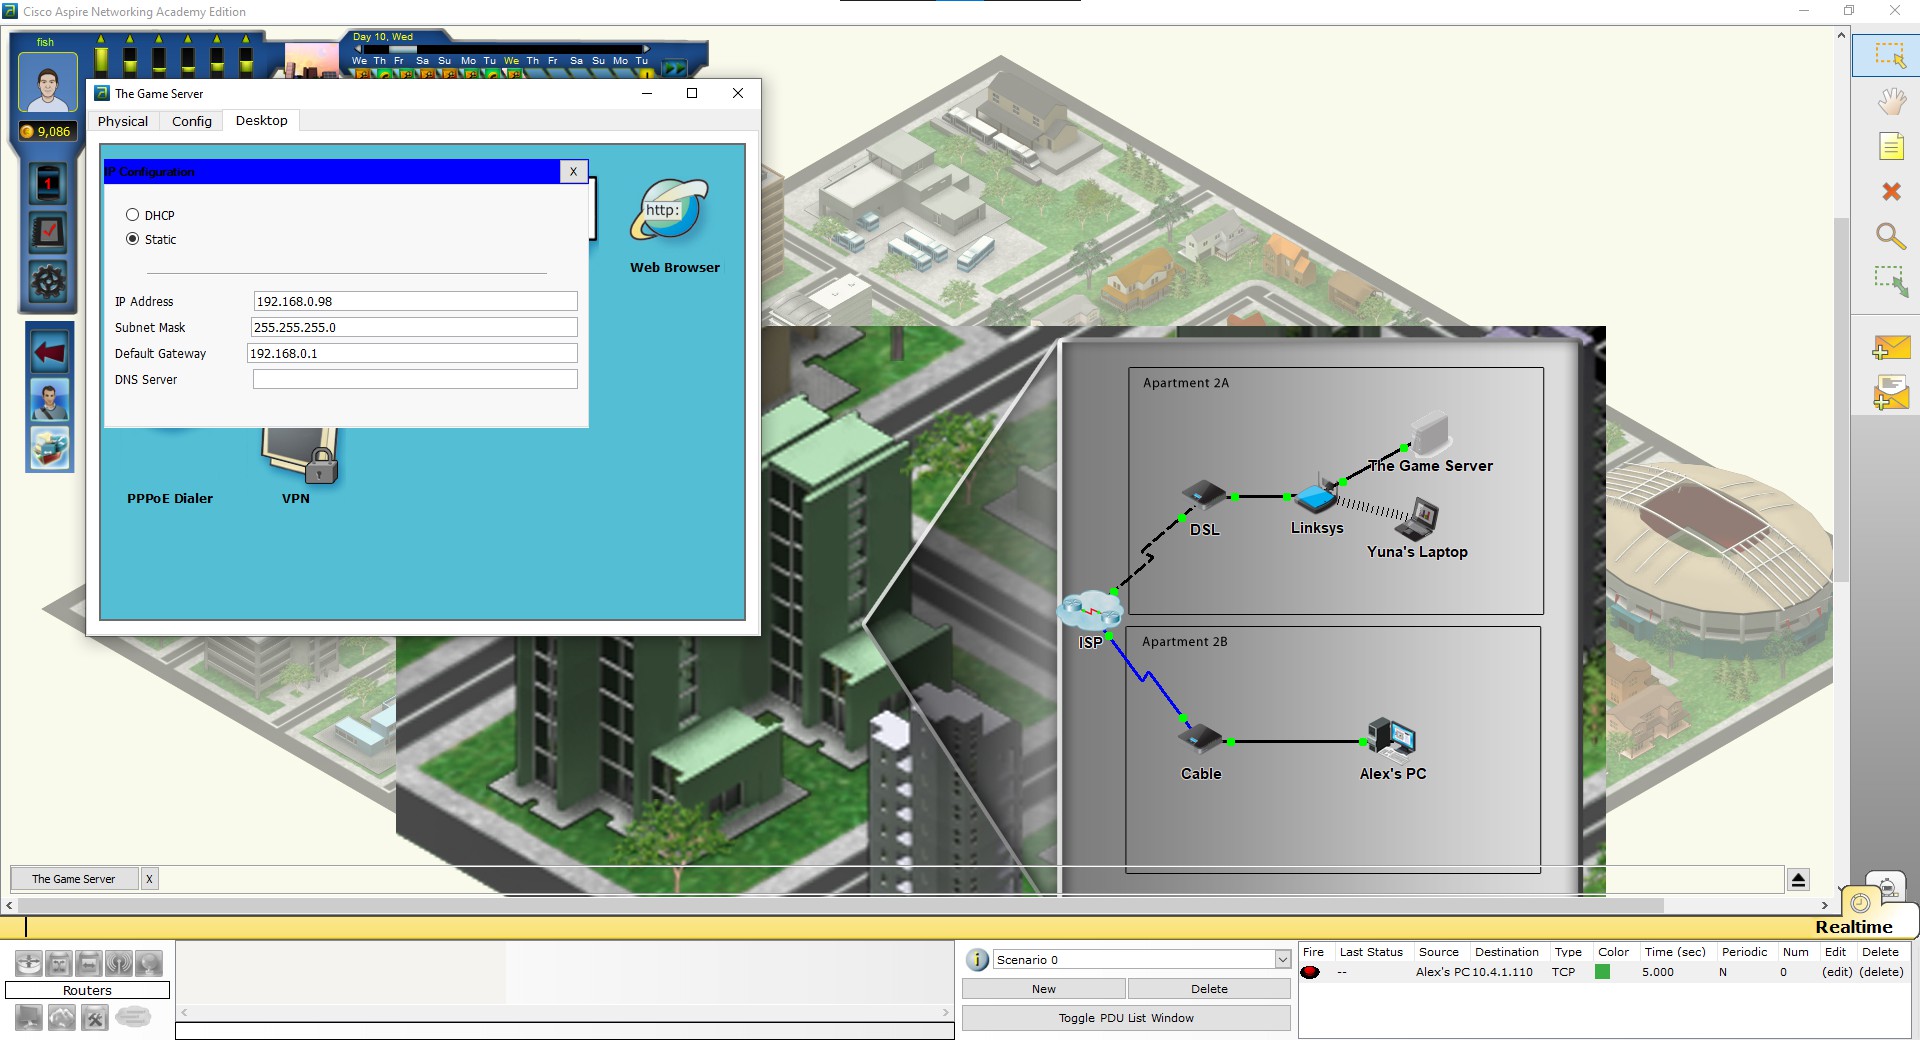 Cisco Aspire Networking Academy Edition
fish
Day 10, Wed
We Th Fr Sa Su Mo Tu We Th Fr Sa Su Mo Tu
9,086
1
The Game Server
Physical
Config
Desktop
IP Configuration
X
DHCP
Static
IP Address
192.168.0.98
Subnet Mask
255.255.255.0
Default Gateway
192.168.0.1
DNS Server
http:
Web Browser
PPPoE Dialer
VPN
Apartment 2A
The Game Server
DSL
Linksys
Yuna's Laptop
ISP
Apartment 2B
Cable
Alex's PC
The Game Server
X
Realtime
Routers
Scenario 0
New
Delete
Toggle PDU List Window
Fire Last Status Source Destination Type Color Time (sec) Periodic Num Edit Delete
-- Alex's PC 10.4.1.110 TCP 5.000 N 0 (edit) (delete)